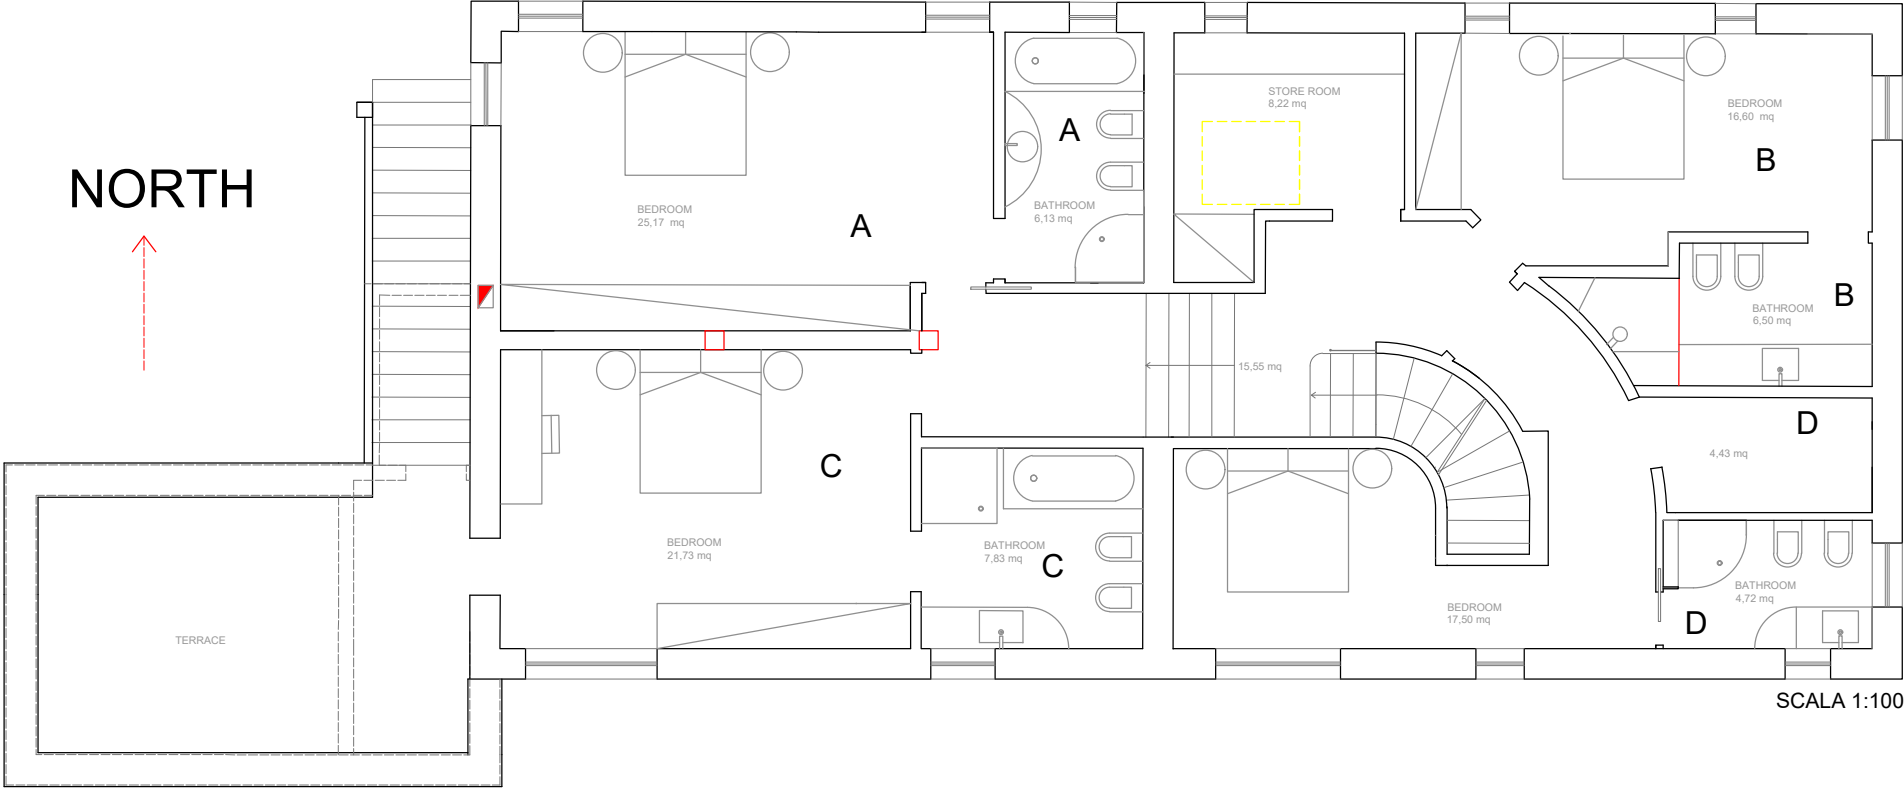 NORTH
BEDROOM
25,17 mq
A
A
BATHROOM
6,13 mq
STORE ROOM
8,22 mq
BEDROOM
16,60 mq
B
BATHROOM
6,50 mq
B
15,55 mq
D
4,43 mq
BEDROOM
21,73 mq
C
BATHROOM
7,83 mq
C
BEDROOM
17,50 mq
BATHROOM
4,72 mq
D
TERRACE
SCALA 1:100